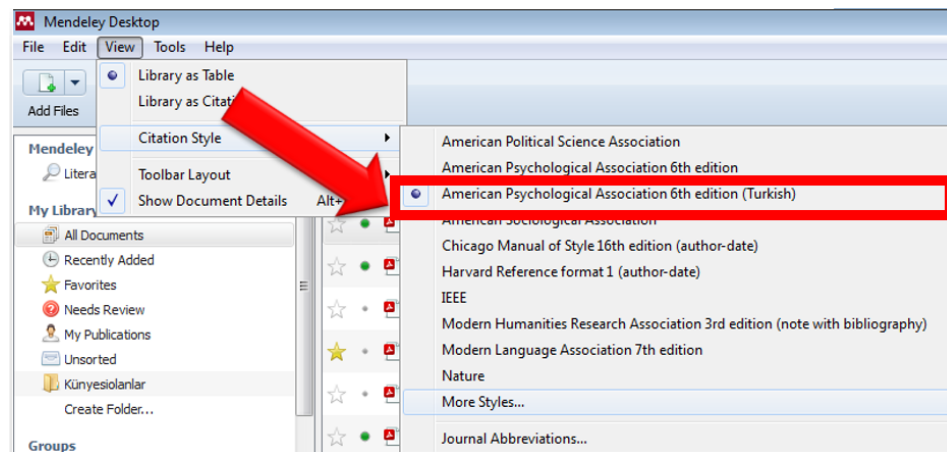 Mendeley Desktop
File Edit View Tools Help
Add Files
Library as Table
Library as Citati
Citation Style
Toolbar Layout
Show Document Details Alt+
American Political Science Association
American Psychological Association 6th edition
American Psychological Association 6th edition (Turkish)
American Sociological Association
Chicago Manual of Style 16th edition (author-date)
Harvard Reference format 1 (author-date)
IEEE
Modern Humanities Research Association 3rd edition (note with bibliography)
Modern Language Association 7th edition
Nature
More Styles...
Journal Abbreviations...
Mendeley
Litera
My Library
All Documents
Recently Added
Favorites
Needs Review
My Publications
Unsorted
Künyesiolanlar
Create Folder...
Groups